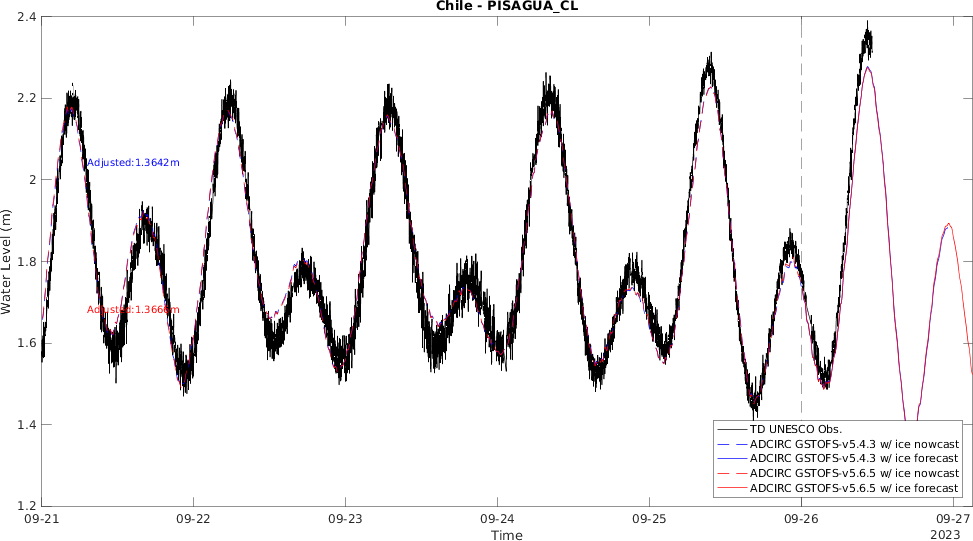 Chile - PISAGUA_CL
2.4
2.2
2
1.8
1.6
1.4
1.2
Water Level (m)
Adjusted:1.3642m
Adjusted:1.3666m
TD UNESCO Obs.
ADCIRC GSTOFS-v5.4.3 w/ ice nowcast
ADCIRC GSTOFS-v5.4.3 w/ ice forecast
ADCIRC GSTOFS-v5.6.5 w/ ice nowcast
ADCIRC GSTOFS-v5.6.5 w/ ice forecast
09-21 09-22 09-23 09-24 09-25 09-26 09-27
Time
2023